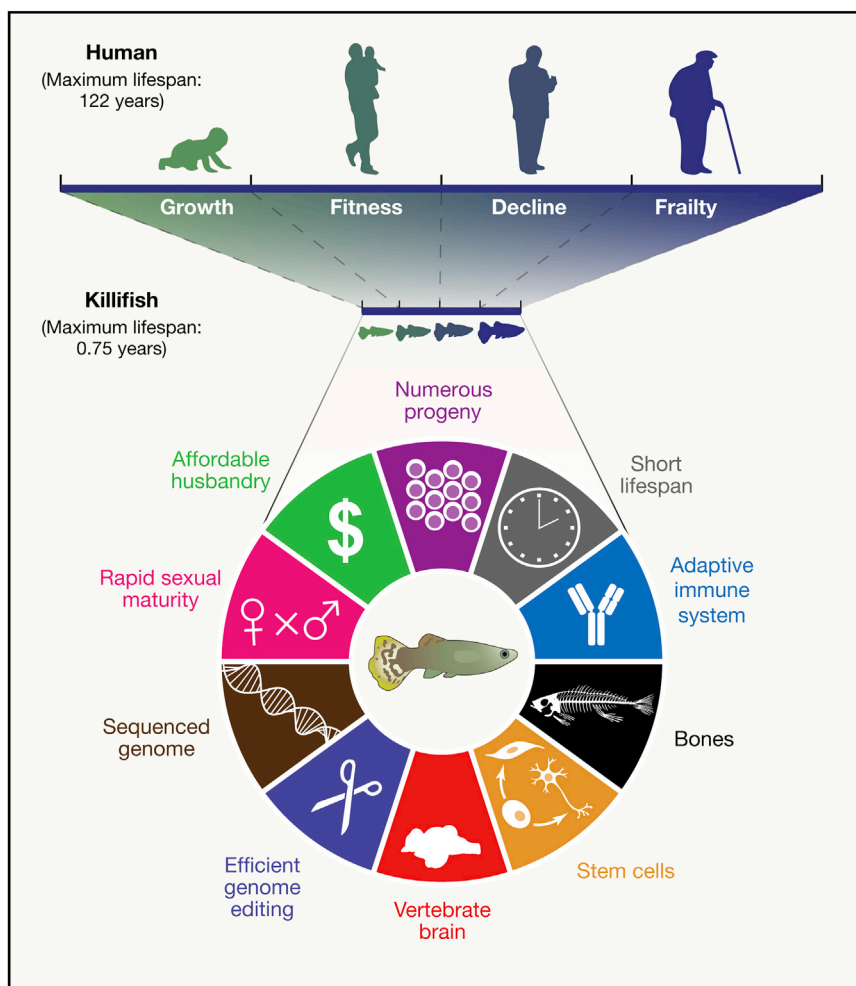 Human
(Maximum lifespan:
122 years)
Growth
Fitness
Decline
Frailty
Killifish
(Maximum lifespan:
0.75 years)
Numerous
progeny
Affordable
husbandry
$
Short
lifespan
Rapid sexual
maturity
♀×♂
Adaptive
immune
system
Sequenced
genome
Bones
Efficient
genome
editing
Vertebrate
brain
Stem cells